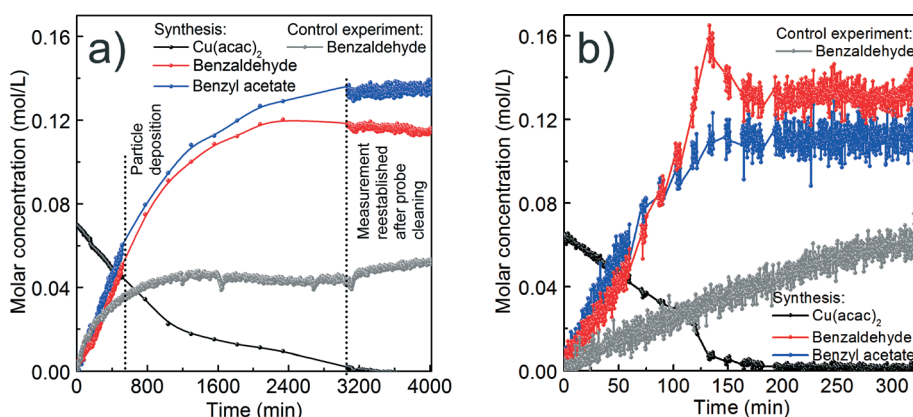 a)
Synthesis:
Cu(acac)2
Benzaldehyde
Benzyl acetate
Control experiment:
Benzaldehyde
Particle
deposition
Measurement
reestablished
after probe
cleaning
Molar concentration (mol/L)
0.16
0.12
0.08
0.04
0.00
0 800 1600 2400 3200 4000
Time (min)
b)
Control experiment:
Benzaldehyde
Synthesis:
Cu(acac)2
Benzaldehyde
Benzyl acetate
Molar concentration (mol/L)
0.16
0.12
0.08
0.04
0.00
0 50 100 150 200 250 300
Time (min)